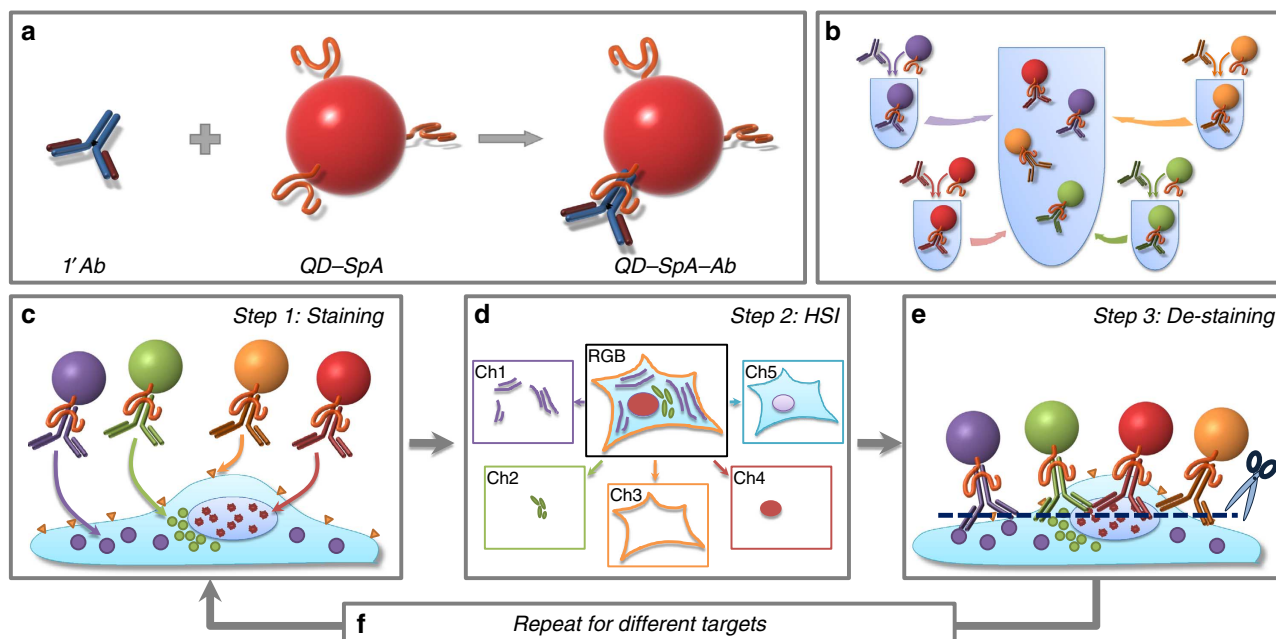 a
1′ Ab
QD–SpA
QD–SpA–Ab
b
c
Step 1: Staining
d
Step 2: HSI
RGB
Ch1
Ch5
Ch2
Ch3
Ch4
e
Step 3: De-staining
f
Repeat for different targets